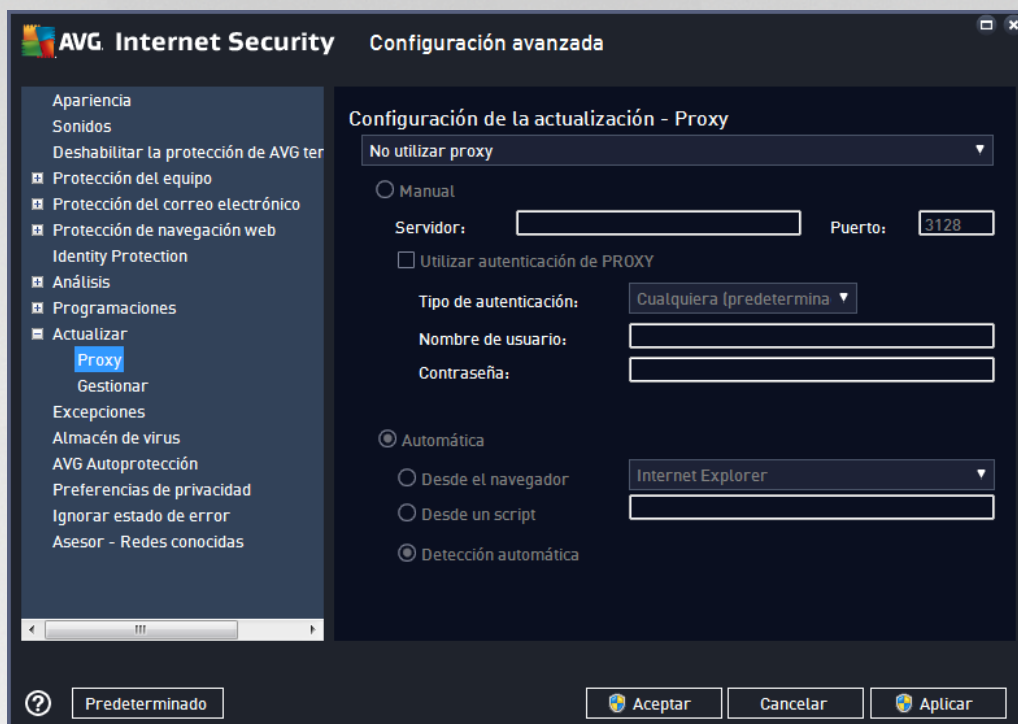 AVG. Internet Security
Configuración avanzada
Apariencia
Sonidos
Deshabilitar la protección de AVG ter
Protección del equipo
Protección del correo electrónico
Protección de navegación web
Identity Protection
Análisis
Programaciones
Actualizar
Proxy
Gestionar
Excepciones
Almacén de virus
AVG Autoprotección
Preferencias de privacidad
Ignorar estado de error
Asesor - Redes conocidas
Configuración de la actualización - Proxy
No utilizar proxy
Manual
Servidor:
Puerto: 3128
Utilizar autenticación de PROXY
Tipo de autenticación: Cualquiera (predetermina
Nombre de usuario:
Contraseña:
Automática
Desde el navegador Internet Explorer
Desde un script
Detección automática
Predeterminado
Aceptar
Cancelar
Aplicar